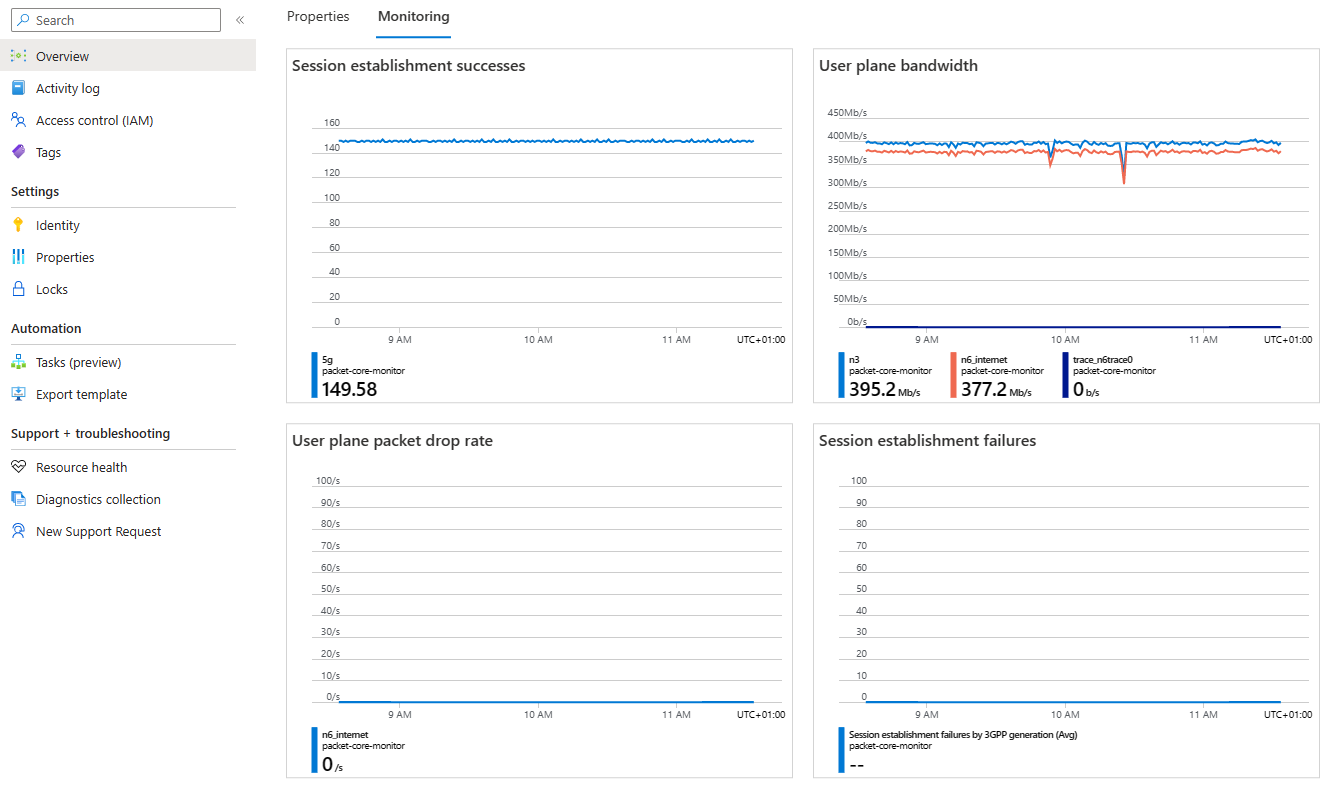 Search
«
Overview
Activity log
Access control (IAM)
Tags
Settings
Identity
Properties
Locks
Automation
Tasks (preview)
Export template
Support + troubleshooting
Resource health
Diagnostics collection
New Support Request
Properties Monitoring
Session establishment successes
160
140
120
100
80
60
40
20
0
9 AM 10 AM 11 AM UTC+01:00
5g
packet-core-monitor
149.58
User plane bandwidth
450Mb/s
400Mb/s
350Mb/s
300Mb/s
250Mb/s
200Mb/s
150Mb/s
100Mb/s
50Mb/s
0b/s
9 AM 10 AM 11 AM UTC+01:00
n3 n6_internet trace_n6trace0
packet-core-monitor packet-core-monitor packet-core-monitor
395.2 Mb/s 377.2 Mb/s 0 b/s
User plane packet drop rate
100/s
90/s
80/s
70/s
60/s
50/s
40/s
30/s
20/s
10/s
0/s
9 AM 10 AM 11 AM UTC+01:00
n6_internet
packet-core-monitor
0 /s
Session establishment failures
100
90
80
70
60
50
40
30
20
10
0
9 AM 10 AM 11 AM UTC+01:00
Session establishment failures by 3GPP generation (Avg)
packet-core-monitor
--